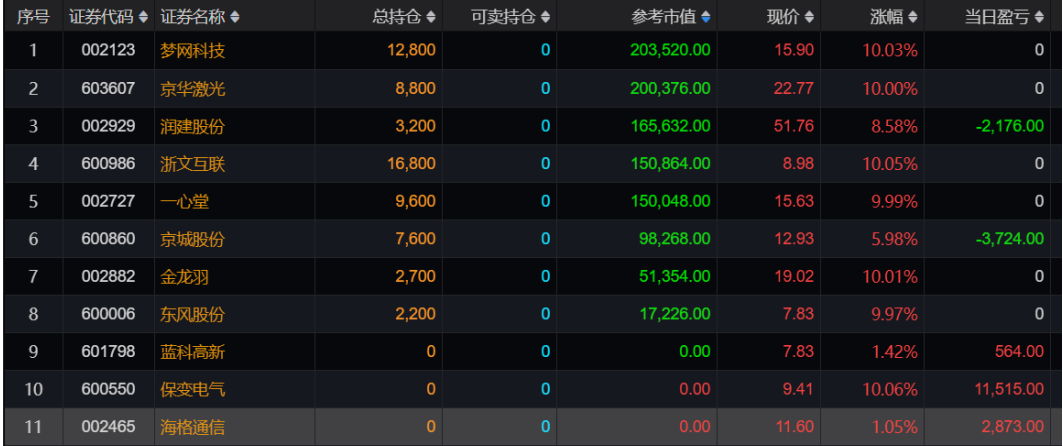 序号 证券代码 证券名称 总持仓 可卖持仓 参考市值 现价 涨幅 当日盈亏
1 002123 梦网科技 12,800 0 203,520.00 15.90 10.03% 0
2 603607 京华激光 8,800 0 200,376.00 22.77 10.00% 0
3 002929 润建股份 3,200 0 165,632.00 51.76 8.58% -2,176.00
4 600986 浙文互联 16,800 0 150,864.00 8.98 10.05% 0
5 002727 一心堂 9,600 0 150,048.00 15.63 9.99% 0
6 600860 京城股份 7,600 0 98,268.00 12.93 5.98% -3,724.00
7 002882 金龙羽 2,700 0 51,354.00 19.02 10.01% 0
8 600006 东风股份 2,200 0 17,226.00 7.83 9.97% 0
9 601798 蓝科高新 0 0 0.00 7.83 1.42% 564.00
10 600550 保变电气 0 0 0.00 9.41 10.06% 11,515.00
11 002465 海格通信 0 0 0.00 11.60 1.05% 2,873.00